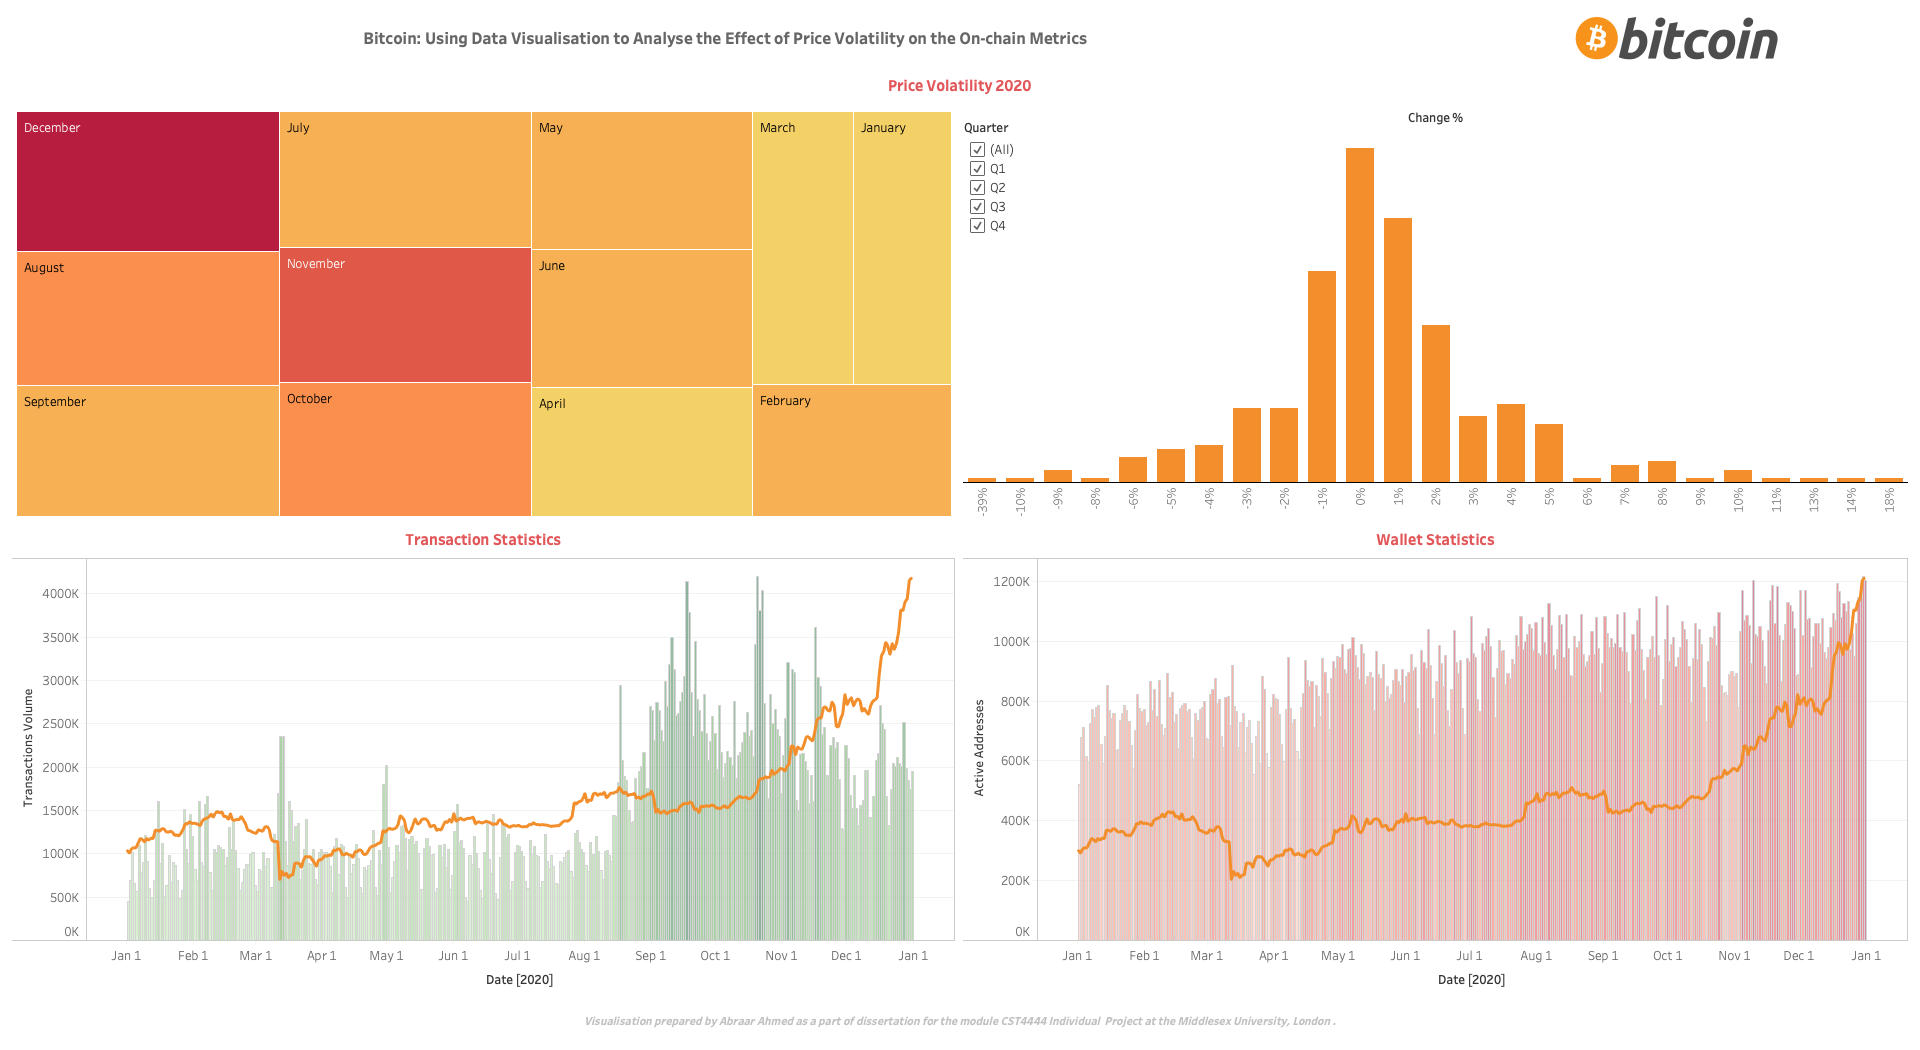 Bitcoin: Using Data Visualisation to Analyse the Effect of Price Volatility on the On-chain Metrics
bitcoin
Price Volatility 2020
December
July
May
March
January
August
November
June
September
October
April
February
Quarter
(All)
Q1
Q2
Q3
Q4
Change %
-39% -10% -9% -8% -6% -5% -4% -3% -2% -1% 0% 1% 2% 3% 4% 5% 6% 7% 8% 9% 10% 11% 13% 14% 18%
Transaction Statistics
Transactions Volume
4000K
3500K
3000K
2500K
2000K
1500K
1000K
500K
0K
Jan 1 Feb 1 Mar 1 Apr 1 May 1 Jun 1 Jul 1 Aug 1 Sep 1 Oct 1 Nov 1 Dec 1 Jan 1
Date [2020]
Wallet Statistics
Active Addresses
1200K
1000K
800K
600K
400K
200K
0K
Jan 1 Feb 1 Mar 1 Apr 1 May 1 Jun 1 Jul 1 Aug 1 Sep 1 Oct 1 Nov 1 Dec 1 Jan 1
Date [2020]
Visualisation prepared by Abraar Ahmed as a part of dissertation for the module CST4444 Individual Project at the Middlesex University, London .